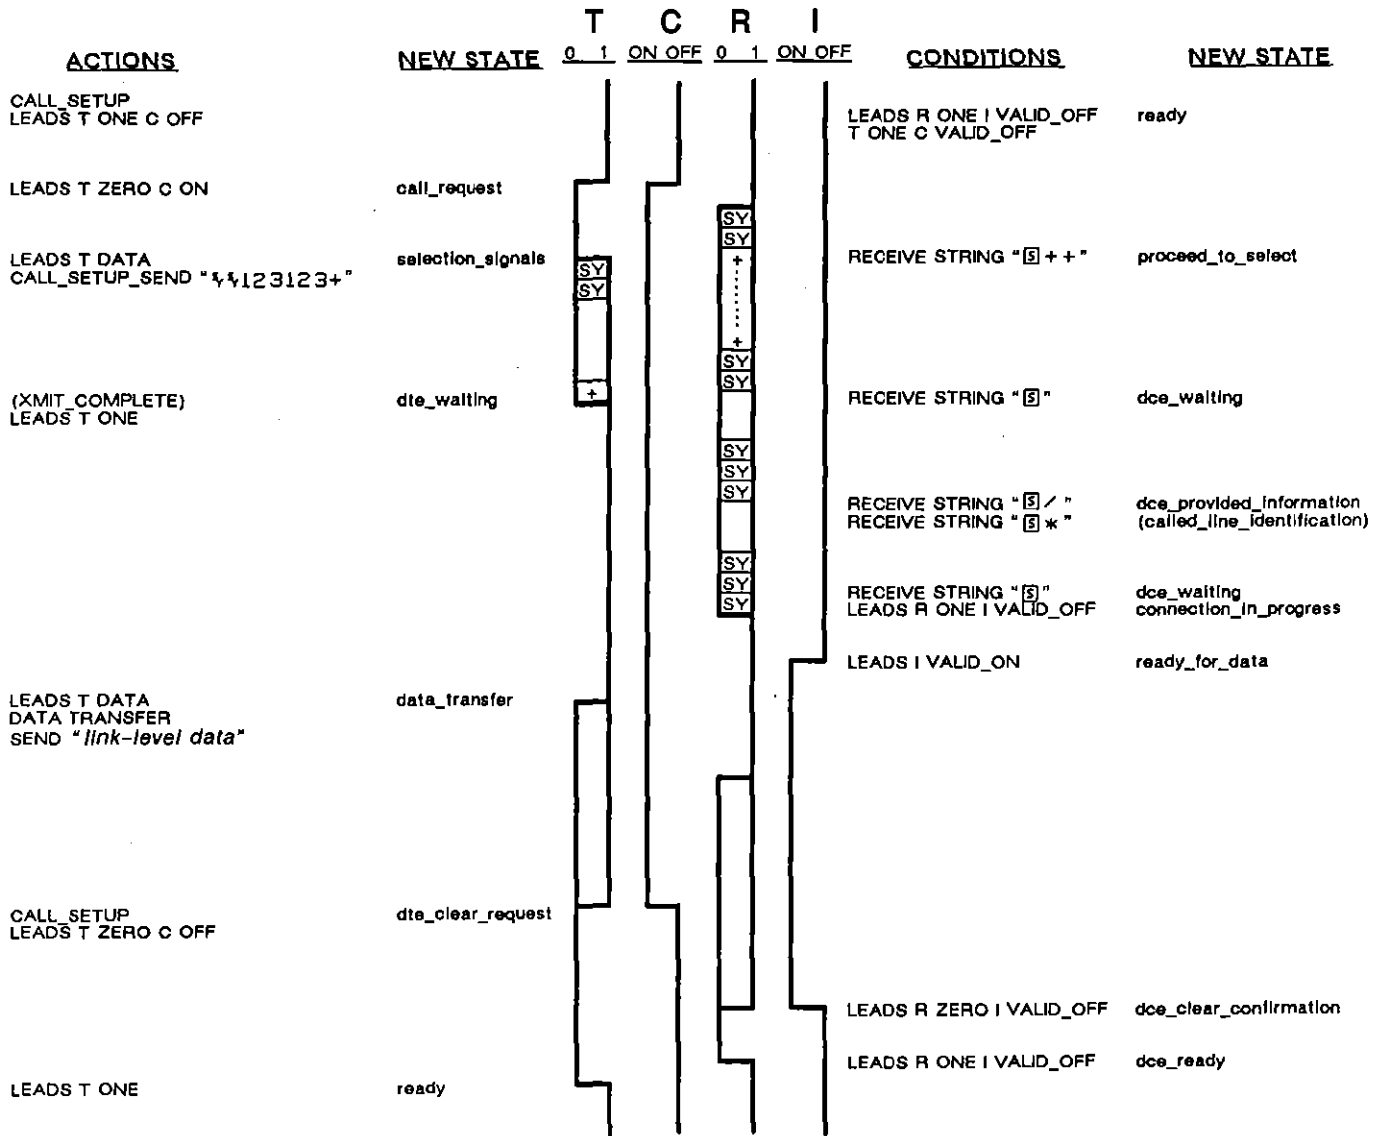 T C R I
ACTIONS NEW STATE 0 1 ON OFF 0 1 ON OFF CONDITIONS NEW STATE
CALL_SETUP
LEADS T ONE C OFF
LEADS R ONE I VALID_OFF ready
T ONE C VALID_OFF
LEADS T ZERO C ON call_request
SY
SY
LEADS T DATA selection_signals
CALL_SETUP_SEND "␖␖123123+"
SY
SY
+
+
RECEIVE STRING "🅂++" proceed_to_select
SY
SY
(XMIT_COMPLETE) dte_waiting
LEADS T ONE
+
RECEIVE STRING "🅂" dce_waiting
SY
SY
SY
RECEIVE STRING "🅂/" dce_provided_information
RECEIVE STRING "🅂*" (called_line_identification)
SY
SY
SY
RECEIVE STRING "🅂" dce_waiting
LEADS R ONE I VALID_OFF connection_in_progress
LEADS I VALID_ON ready_for_data
LEADS T DATA data_transfer
DATA TRANSFER
SEND "link-level data"
CALL_SETUP dte_clear_request
LEADS T ZERO C OFF
LEADS R ZERO I VALID_OFF dce_clear_confirmation
LEADS R ONE I VALID_OFF dce_ready
LEADS T ONE ready